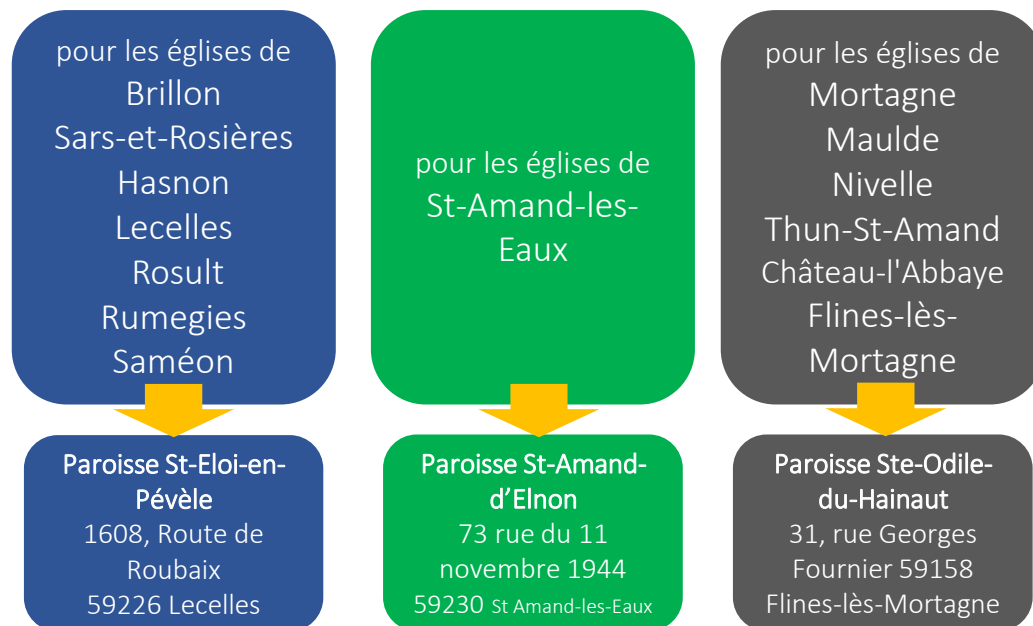 pour les églises de
Brillon
Sars-et-Rosières
Hasnon
Lecelles
Rosult
Rumegies
Saméon
Paroisse St-Eloi-en-
Pévèle
1608, Route de
Roubaix
59226 Lecelles
pour les églises de
St-Amand-les-
Eaux
Paroisse St-Amand-
d’Elnon
73 rue du 11
novembre 1944
59230 St Amand-les-Eaux
pour les églises de
Mortagne
Maulde
Nivelle
Thun-St-Amand
Château-l'Abbaye
Flines-lès-
Mortagne
Paroisse Ste-Odile-
du-Hainaut
31, rue Georges
Fournier 59158
Flines-lès-Mortagne